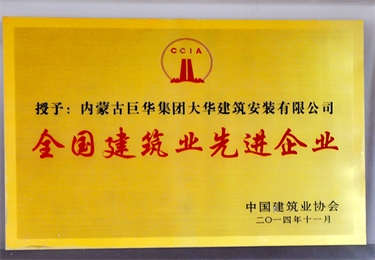 CCIA
授予：内蒙古巨华集团大华建筑安装有限公司
全国建筑业先进企业
中国建筑业协会
二〇一四年十一月